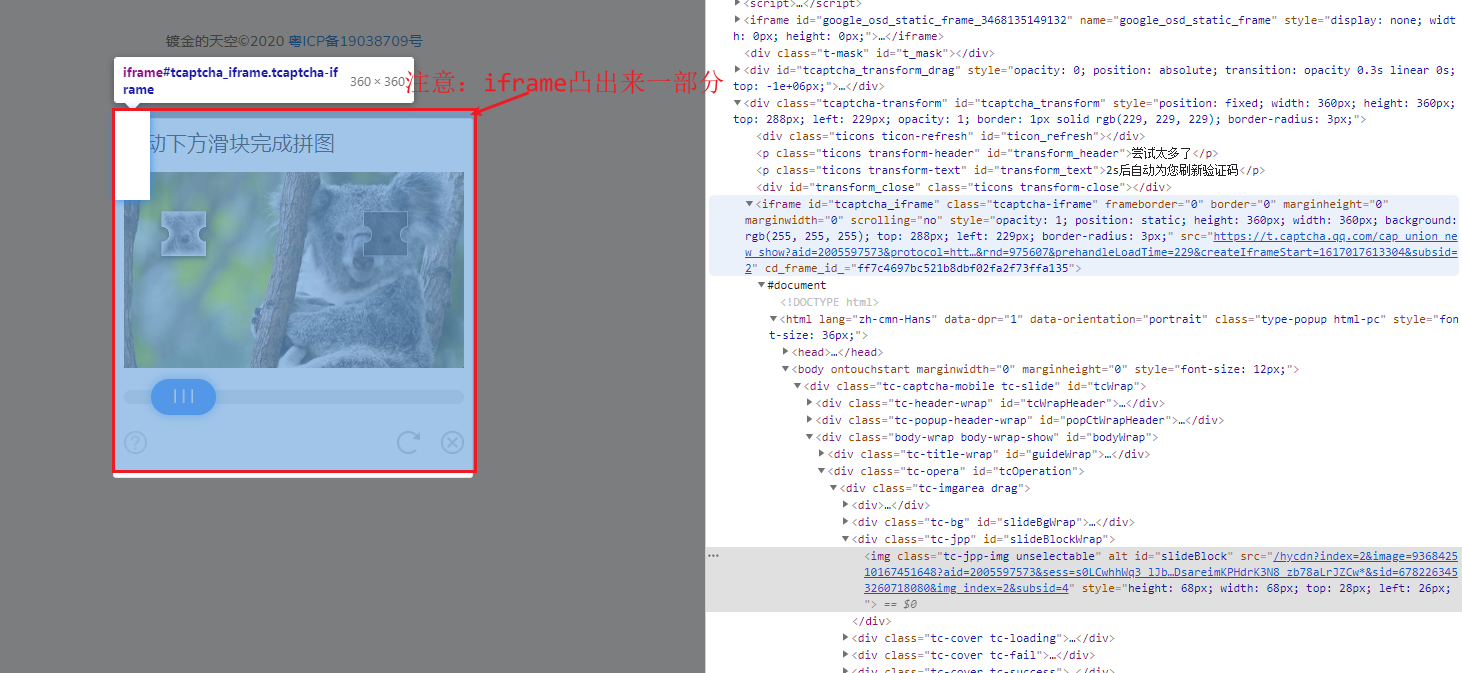 镀金的天空©2020 粤ICP备19038709号
iframe#tcaptcha_iframe.tcaptcha-if
rame
360 × 360
注意：iframe凸出来一部分
动下方滑块完成拼图
<script>…</script>
<iframe id="google_osd_static_frame_3468135149132" name="google_osd_static_frame" style="display: none; widt
h: 0px; height: 0px;">…</iframe>
<div class="t-mask" id="t_mask"></div>
<div id="tcaptcha_transform_drag" style="opacity: 0; position: absolute; transition: opacity 0.3s linear 0s;
top: -1e+06px;">…</div>
<div class="tcaptcha-transform" id="tcaptcha_transform" style="position: fixed; width: 360px; height: 360px;
top: 288px; left: 229px; opacity: 1; border: 1px solid rgb(229, 229, 229); border-radius: 3px;">
<div class="ticons ticon-refresh" id="ticon_refresh"></div>
<p class="ticons transform-header" id="transform_header">尝试太多了</p>
<p class="ticons transform-text" id="transform_text">2s后自动为您刷新验证码</p>
<div id="transform_close" class="ticons transform-close"></div>
<iframe id="tcaptcha_iframe" class="tcaptcha-iframe" frameborder="0" border="0" marginheight="0"
marginwidth="0" scrolling="no" style="opacity: 1; position: static; height: 360px; width: 360px; background:
rgb(255, 255, 255); top: 288px; left: 229px; border-radius: 3px;" src="https://t.captcha.qq.com/cap_union_ne
w_show?aid=2005597573&protocol=htt…&rnd=975607&prehandleLoadTime=229&createIframeStart=1617017613304&subsid=
2" cd_frame_id_="ff7c4697bc521b8dbf02fa2f73ffa135">
#document
<!DOCTYPE html>
<html lang="zh-cmn-Hans" data-dpr="1" data-orientation="portrait" class="type-popup html-pc" style="fon
t-size: 36px;">
<head>…</head>
<body ontouchstart marginwidth="0" marginheight="0" style="font-size: 12px;">
<div class="tc-captcha-mobile tc-slide" id="tcWrap">
<div class="tc-header-wrap" id="tcWrapHeader">…</div>
<div class="tc-popup-header-wrap" id="popCtWrapHeader">…</div>
<div class="body-wrap body-wrap-show" id="bodyWrap">
<div class="tc-title-wrap" id="guideWrap">…</div>
<div class="tc-opera" id="tcOperation">
<div class="tc-imgarea drag">
<div>…</div>
<div class="tc-bg" id="slideBgWrap">…</div>
<div class="tc-jpp" id="slideBlockWrap">
<img class="tc-jpp-img unselectable" alt id="slideBlock" src="/hycdn?index=2&image=9368425
10167451648?aid=2005597573&sess=s0LCwhhWq3_lJb…DsareimKPHdrK3N8_zb78aLrJZCw*&sid=678226345
3260718080&img_index=2&subsid=4" style="height: 68px; width: 68px; top: 28px; left: 26px;
"> == $0
</div>
<div class="tc-cover tc-loading">…</div>
<div class="tc-cover tc-fail">…</div>
<div class="tc-cover tc-success">…</div>